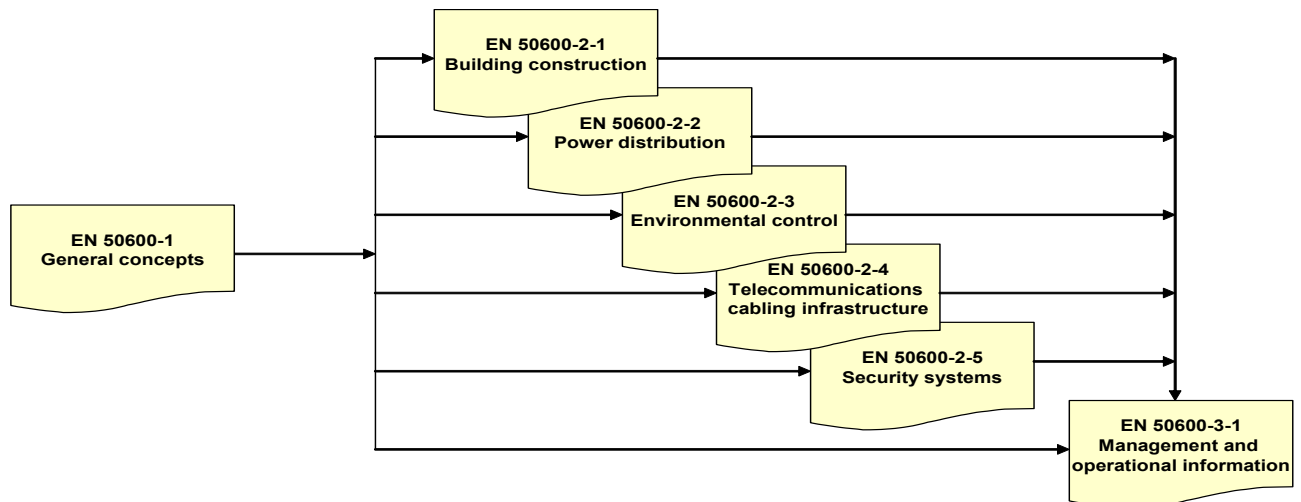 EN 50600-2-1
Building construction
EN 50600-2-2
Power distribution
EN 50600-2-3
Environmental control
EN 50600-1
General concepts
EN 50600-2-4
Telecommunications
cabling infrastructure
EN 50600-2-5
Security systems
EN 50600-3-1
Management and
operational information